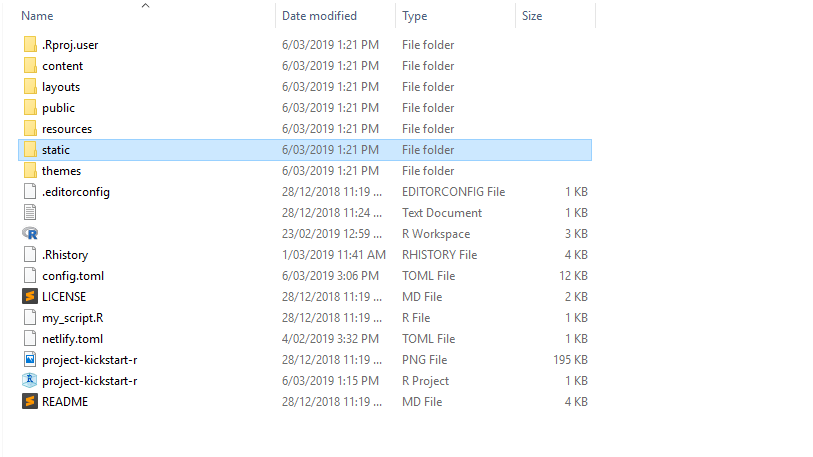 Name Date modified Type Size
.Rproj.user 6/03/2019 1:21 PM File folder
content 6/03/2019 1:21 PM File folder
layouts 6/03/2019 1:21 PM File folder
public 6/03/2019 1:21 PM File folder
resources 6/03/2019 1:21 PM File folder
static 6/03/2019 1:21 PM File folder
themes 6/03/2019 1:21 PM File folder
.editorconfig 28/12/2018 11:19 ... EDITORCONFIG File 1 KB
28/12/2018 11:24 ... Text Document 1 KB
23/02/2019 12:59 ... R Workspace 3 KB
.Rhistory 1/03/2019 11:41 AM RHISTORY File 4 KB
config.toml 6/03/2019 3:06 PM TOML File 12 KB
LICENSE 28/12/2018 11:19 ... MD File 2 KB
my_script.R 28/12/2018 11:19 ... R File 1 KB
netlify.toml 4/02/2019 3:32 PM TOML File 1 KB
project-kickstart-r 28/12/2018 11:19 ... PNG File 195 KB
project-kickstart-r 6/03/2019 1:15 PM R Project 1 KB
README 28/12/2018 11:19 ... MD File 4 KB